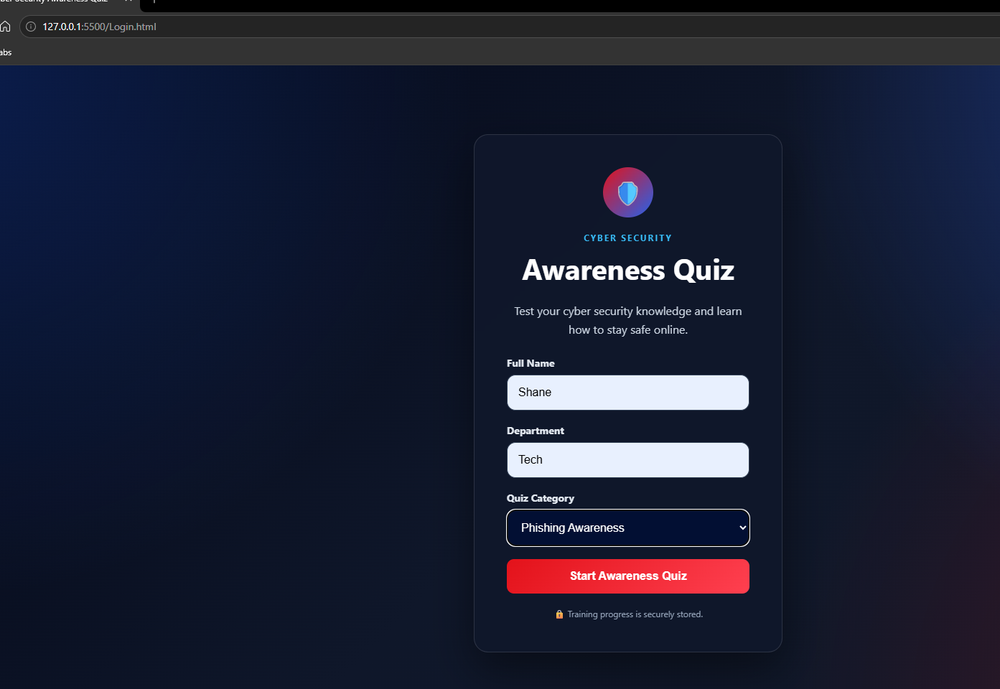 127.0.0.1:5500/Login.html
CYBER SECURITY
Awareness Quiz
Test your cyber security knowledge and learn
how to stay safe online.
Full Name
Shane
Department
Tech
Quiz Category
Phishing Awareness
Start Awareness Quiz
Training progress is securely stored.